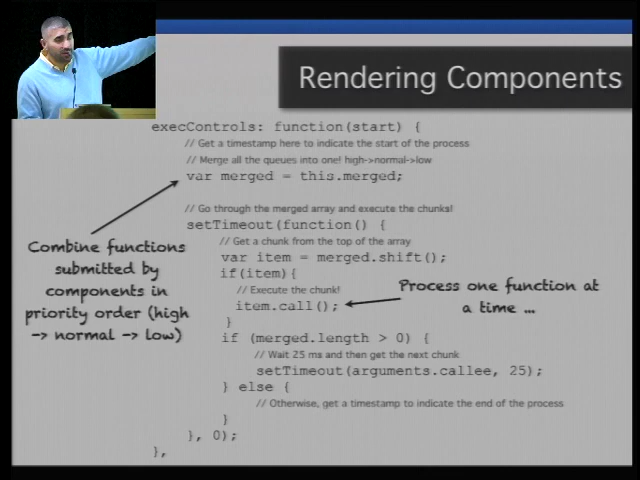 Rendering Components
execControls: function(start) {
// Get a timestamp here to indicate the start of the process
// Merge all the queues into one! high->normal->low
var merged = this.merged;
// Go through the merged array and execute the chunks!
setTimeout(function() {
// Get a chunk from the top of the array
var item = merged.shift();
if(item){
// Execute the chunk!
item.call();
}
if (merged.length > 0) {
// Wait 25 ms and then get the next chunk
setTimeout(arguments.callee, 25);
} else {
// Otherwise, get a timestamp to indicate the end of the process
}
}, 0);
},
Combine functions
submitted by
components in
priority order (high
-> normal -> low)
Process one function at
a time ...